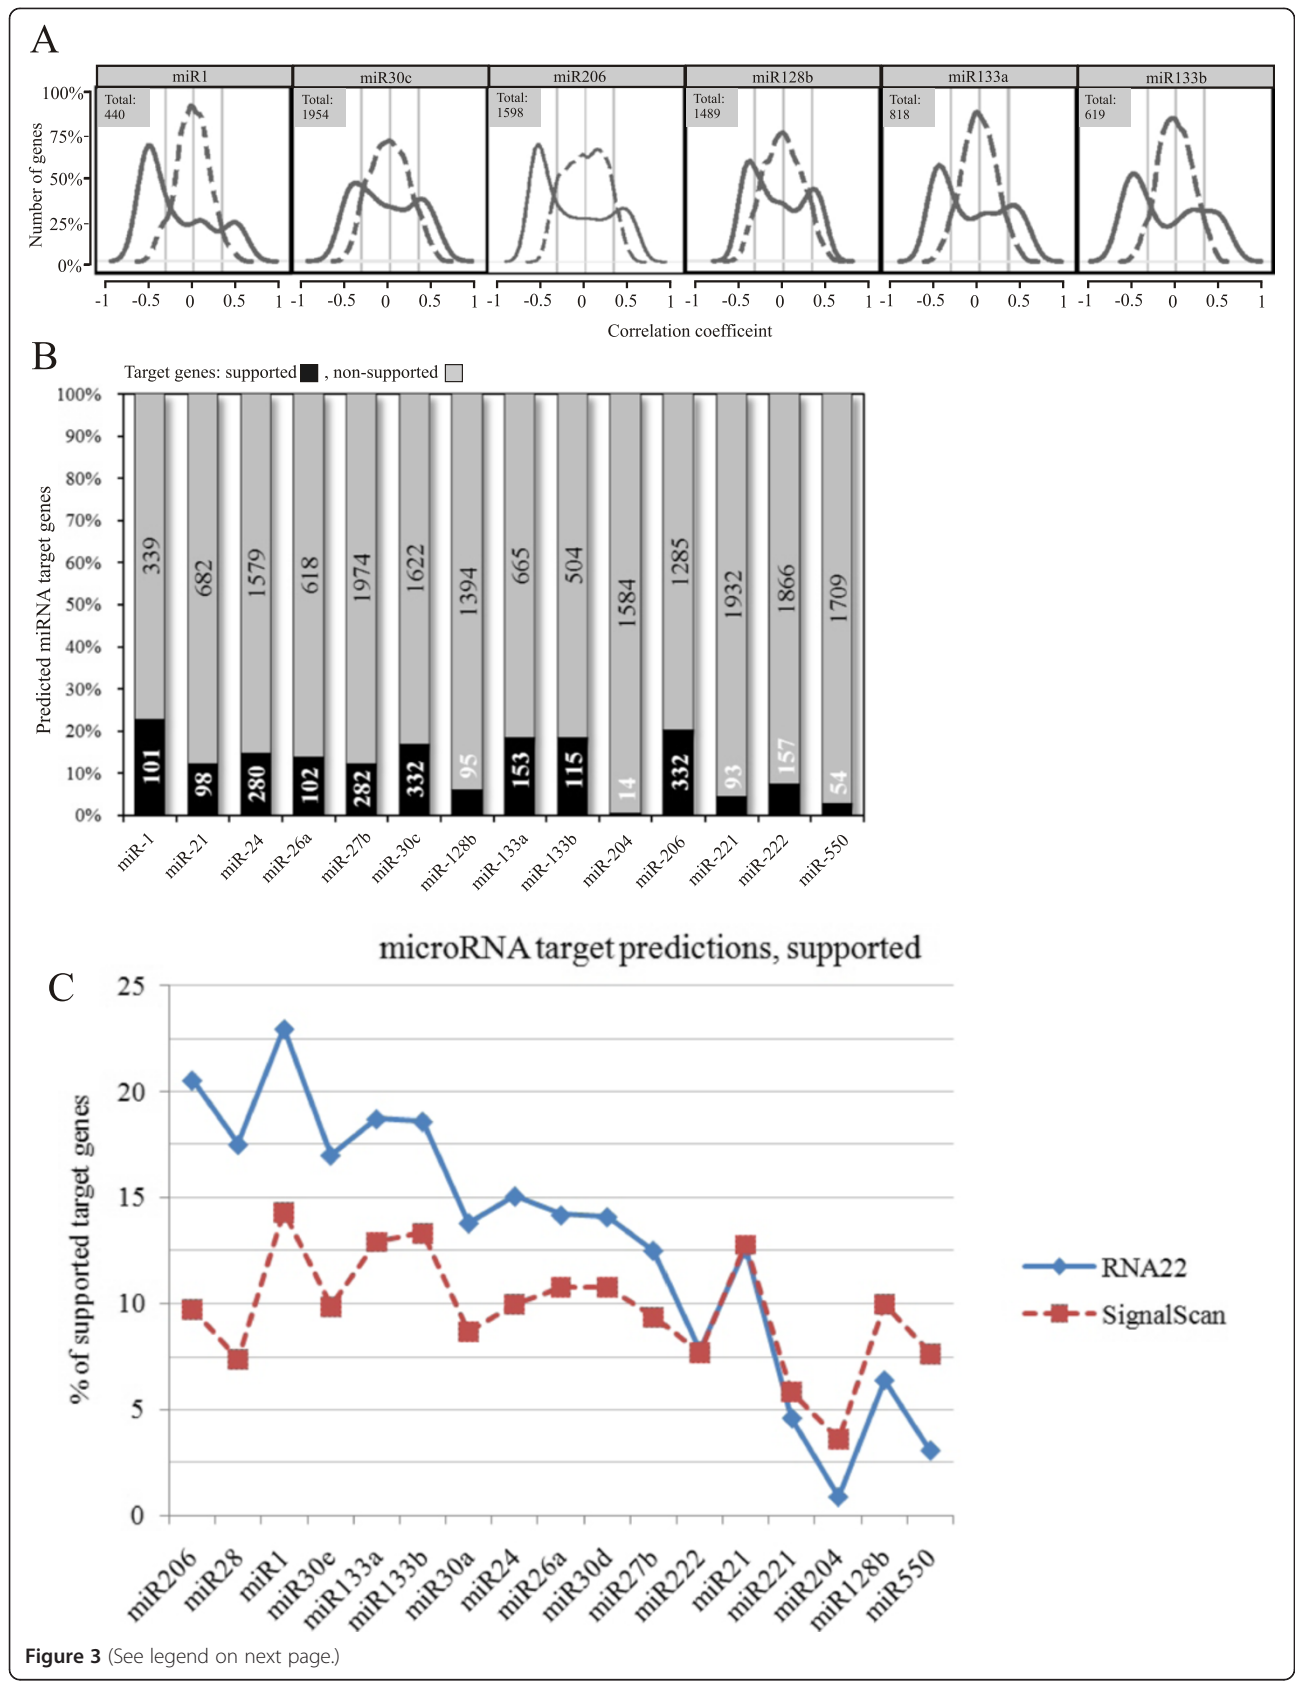 A
miR1 miR30c miR206 miR128b miR133a miR133b
Total: 440
Total: 1954
Total: 1598
Total: 1489
Total: 818
Total: 619
Number of genes
100%
75%
50%
25%
0%
-1 -0.5 0 0.5 1 -1 -0.5 0 0.5 1 -1 -0.5 0 0.5 1 -1 -0.5 0 0.5 1 -1 -0.5 0 0.5 1 -1 -0.5 0 0.5 1
Correlation coefficeint
B
Target genes: supported , non-supported
Predicted miRNA target genes
100%
90%
80%
70%
60%
50%
40%
30%
20%
10%
0%
339 682 1579 618 1974 1622 1394 665 504 1584 1285 1932 1866 1709
101 98 280 102 282 332 95 153 115 14 332 93 157 54
miR-1 miR-21 miR-24 miR-26a miR-27b miR-30c miR-128b miR-133a miR-133b miR-204 miR-206 miR-221 miR-222 miR-550
microRNA target predictions, supported
C
% of supported target genes
25
20
15
10
5
0
RNA22
SignalScan
miR206 miR28 miR1 miR30e miR133a miR133b miR30a miR24 miR26a miR30d miR27b miR222 miR21 miR221 miR204 miR128b miR550
Figure 3 (See legend on next page.)